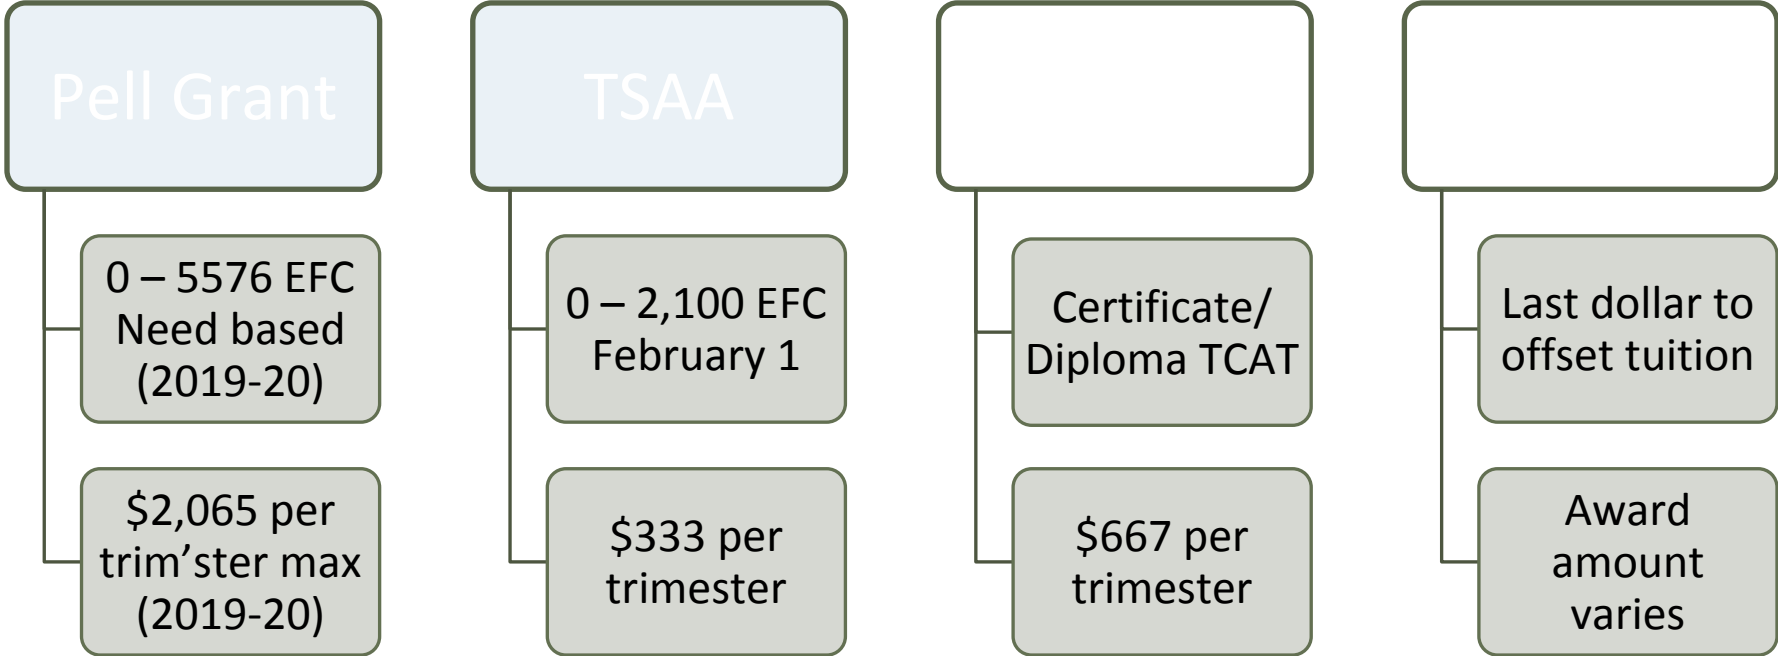 Pell Grant
0 – 5576 EFC
Need based
(2019-20)
$2,065 per
trim’ster max
(2019-20)
TSAA
0 – 2,100 EFC
February 1
$333 per
trimester
Certificate/
Diploma TCAT
$667 per
trimester
Last dollar to
offset tuition
Award
amount
varies